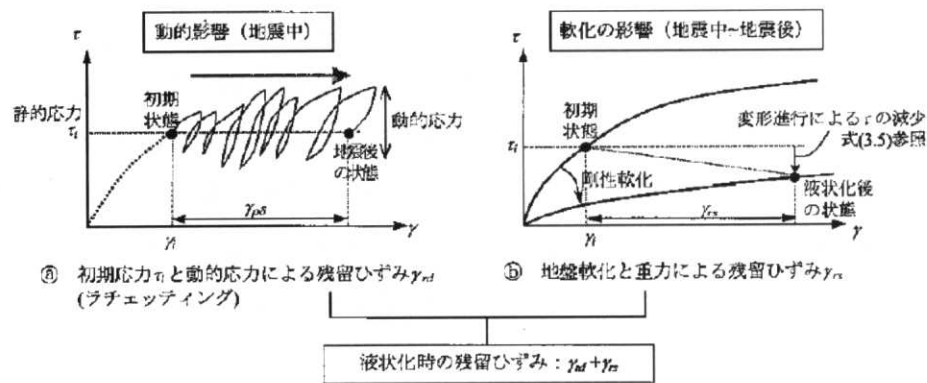 動的影響（地震中）
軟化の影響（地震中~地震後）
τ
静的応力
τi
初期
状態
動的応力
地震後
の状態
γi
γ
ⓐ 初期応力τiと動的応力による残留ひずみγrd
(ラチェッティング)
τ
τi
初期
状態
変形進行によるτの減少
式(3.5)参照
剛性軟化
液状化後
の状態
γrs
γi
γ
ⓑ 地盤軟化と重力による残留ひずみγrs
液状化時の残留ひずみ：γrd+γrs